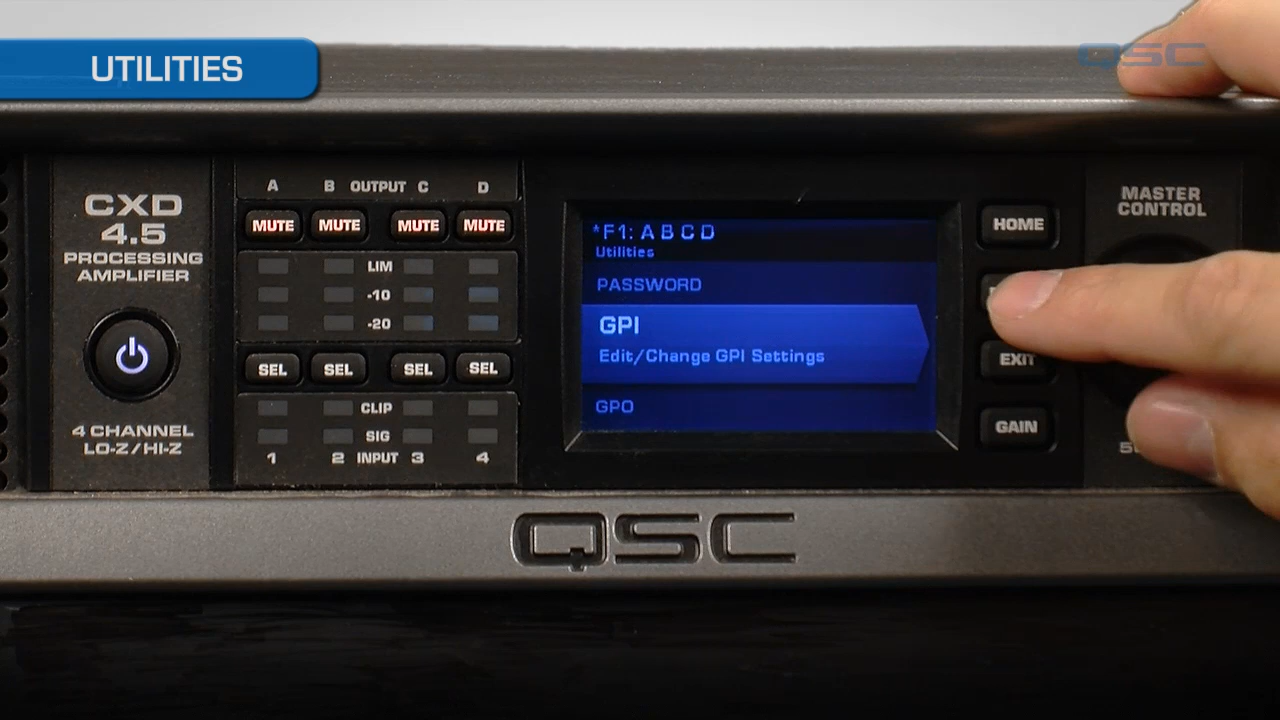 UTILITIES
QSC
CXD
4.5
PROCESSING
AMPLIFIER
4 CHANNEL
LO-Z/HI-Z
A B OUTPUT C D
MUTE MUTE MUTE MUTE
LIM
-10
-20
SEL SEL SEL SEL
CLIP
SIG
1 2 INPUT 3 4
*F1: A B C D
Utilities
PASSWORD
GPI
Edit/Change GPI Settings
GPO
HOME
EXIT
GAIN
MASTER
CONTROL
QSC